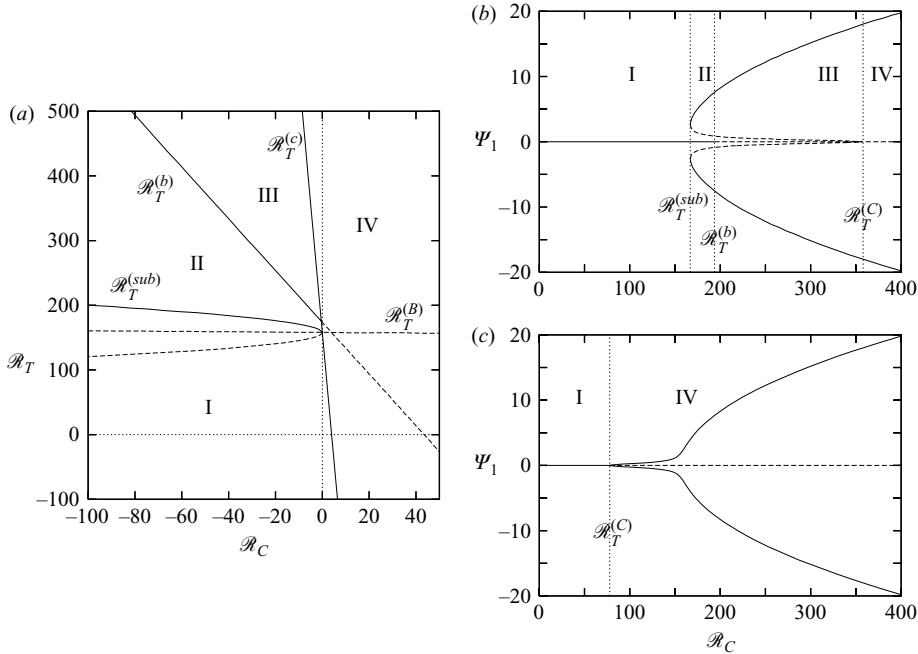 (a)
500
400
300
200
100
0
−100
−100
−80
−60
−40
−20
0
20
40
ℛ_T
ℛ_C
ℛ_T^(b)
ℛ_T^(c)
ℛ_T^(sub)
ℛ_T^(B)
I
II
III
IV
(b)
20
10
0
−10
−20
Ψ1
0
100
200
300
400
I
II
III
IV
ℛ_T^(sub)
ℛ_T^(b)
ℛ_T^(C)
(c)
20
10
0
−10
−20
Ψ1
0
100
200
300
400
I
IV
ℛ_T^(C)
ℛ_C